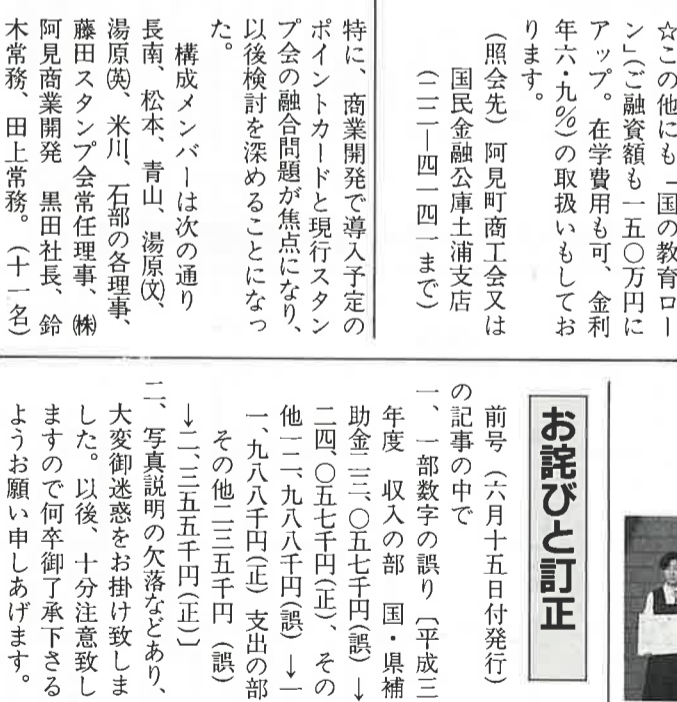 ☆この他にも「国の教育ロー
ン」(ご融資額も一五〇万円に
アップ。在学費用も可、金利
年六・九%)の取扱いもしてお
ります。
(照会先)阿見町商工会又は
国民金融公庫土浦支店
(二二―四一四一まで)
特に、商業開発で導入予定の
ポイントカードと現行スタン
プ会の融合問題が焦点になり、
以後検討を深めることになっ
た。
構成メンバーは次の通り
長南、松本、青山、湯原㈰、
湯原(英)、米川、石部の各理事、
藤田スタンプ会常任理事、㈱
阿見商業開発 黒田社長、鈴
木常務、田上常務。(十一名)
お詫びと訂正
前号(六月十五日付発行)
の記事の中で
一、一部数字の誤り〔平成三
年度 収入の部 国・県補
助金二三、〇五七千円(誤)→
二四、〇五七千円(正)、その
他一二、九八八千円(誤)→一
一、九八八千円(正)支出の部
その他二三五千円(誤)
→二、三五五千円(正)〕
二、写真説明の欠落などあり、
大変御迷惑をお掛け致しま
した。以後、十分注意致し
ますので何卒御了承下さる
ようお願い申しあげます。